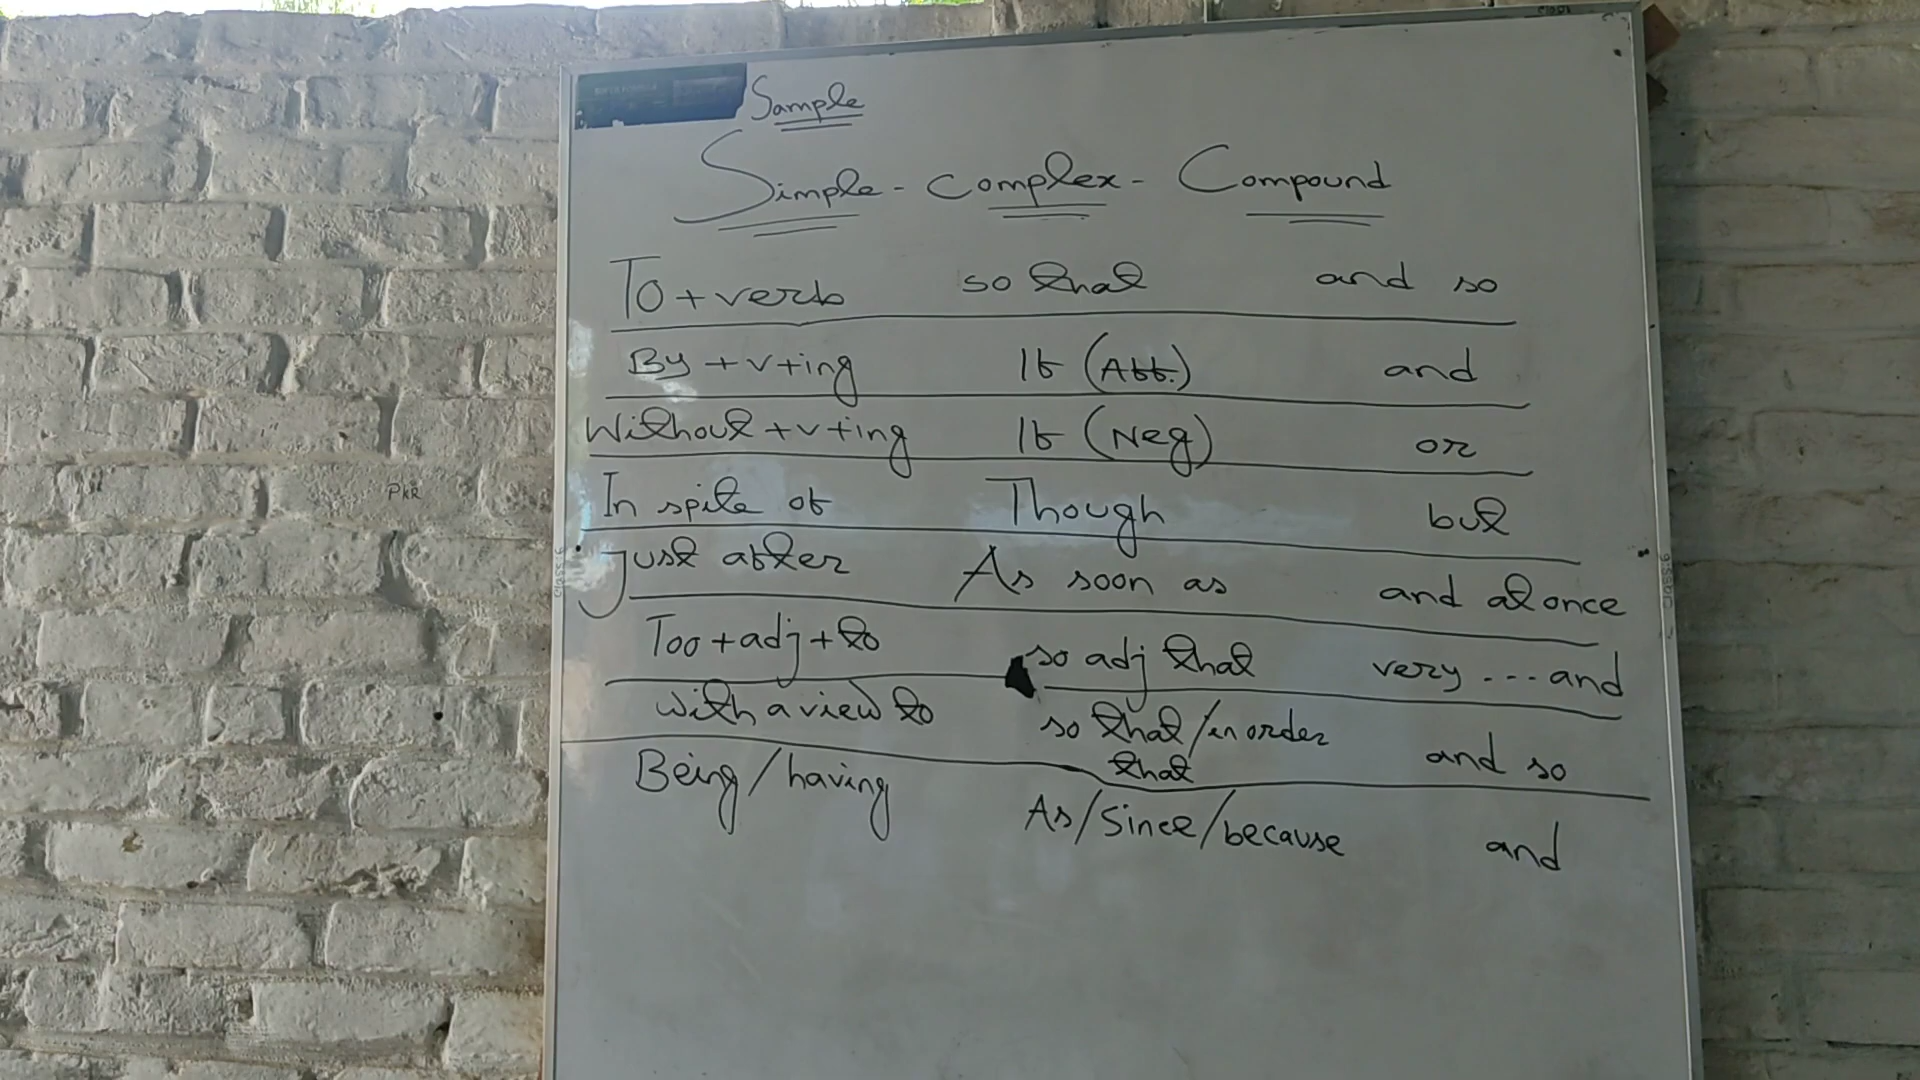 Sample
Simple - complex - Compound
To + verb so that and so
By + v + ing If (Aff.) and
Without + v + ing If (Neg) or
In spite of Though but
Just after As soon as and at once
Too + adj + to so adj that very ... and
with a view to so that / in order that and so
Being / having As / Since / because and
PKR